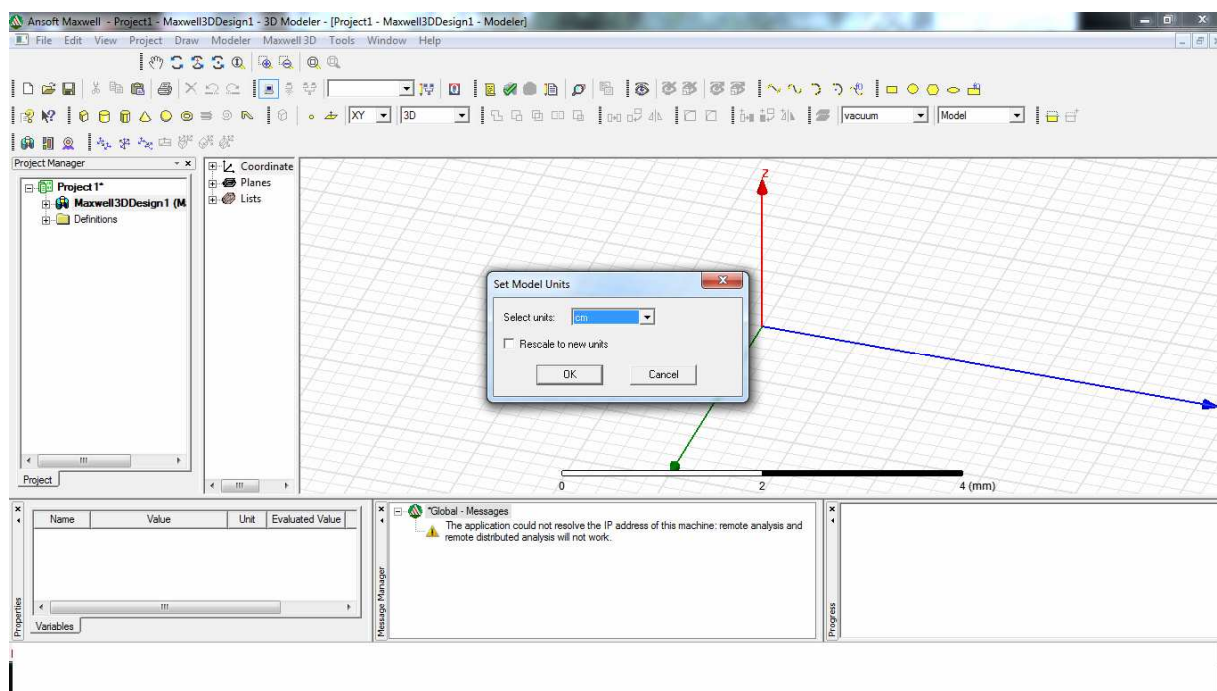 Ansoft Maxwell - Project1 - Maxwell3DDesign1 - 3D Modeler - [Project1 - Maxwell3DDesign1 - Modeler]
File Edit View Project Draw Modeler Maxwell 3D Tools Window Help
XY 3D vacuum Model
Project Manager
Project1*
Maxwell3DDesign1 (M
Definitions
Project
Coordinate
Planes
Lists
Z
Set Model Units
Select units: cm
Rescale to new units
OK Cancel
0 2 4 (mm)
Name Value Unit Evaluated Value
Variables
Properties
*Global - Messages
The application could not resolve the IP address of this machine: remote analysis and
remote distributed analysis will not work.
Message Manager
Progress